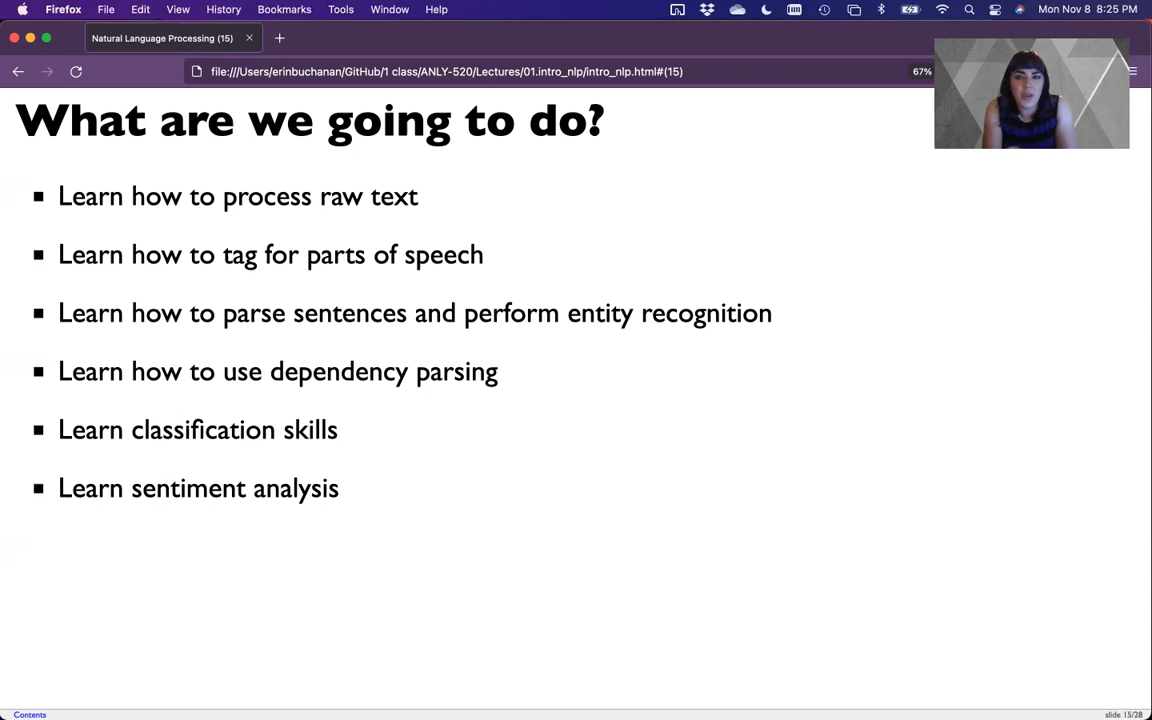 Firefox File Edit View History Bookmarks Tools Window Help Mon Nov 8 8:25 PM
Natural Language Processing (15)
file:///Users/erinbuchanan/GitHub/1 class/ANLY-520/Lectures/01.intro_nlp/intro_nlp.html#(15) 67%
What are we going to do?
Learn how to process raw text
Learn how to tag for parts of speech
Learn how to parse sentences and perform entity recognition
Learn how to use dependency parsing
Learn classification skills
Learn sentiment analysis
Contents slide 15/28